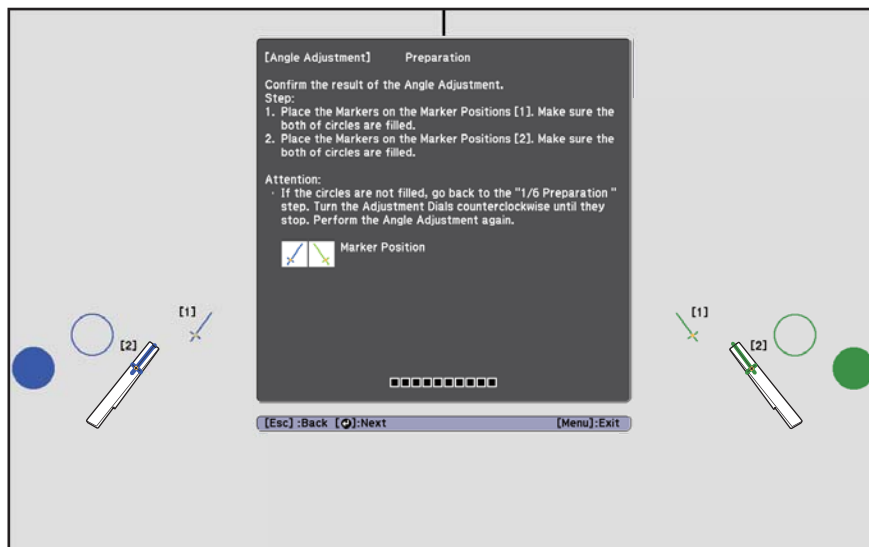 [Angle Adjustment] Preparation
Confirm the result of the Angle Adjustment.
Step:
1. Place the Markers on the Marker Positions [1]. Make sure the
both of circles are filled.
2. Place the Markers on the Marker Positions [2]. Make sure the
both of circles are filled.
Attention:
· If the circles are not filled, go back to the "1/6 Preparation "
step. Turn the Adjustment Dials counterclockwise until they
stop. Perform the Angle Adjustment again.
Marker Position
[1]
[2]
[1]
[2]
[Esc] :Back [⏎]:Next [Menu]:Exit